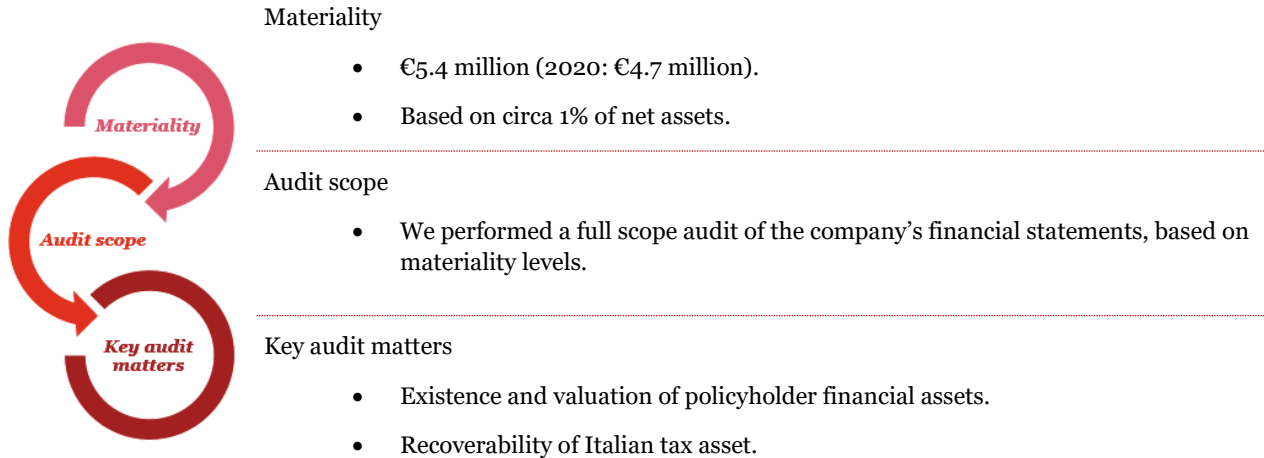 Materiality
• €5.4 million (2020: €4.7 million).
• Based on circa 1% of net assets.
Materiality
Audit scope
• We performed a full scope audit of the company’s financial statements, based on
materiality levels.
Audit scope
Key audit matters
• Existence and valuation of policyholder financial assets.
• Recoverability of Italian tax asset.
Key audit
matters